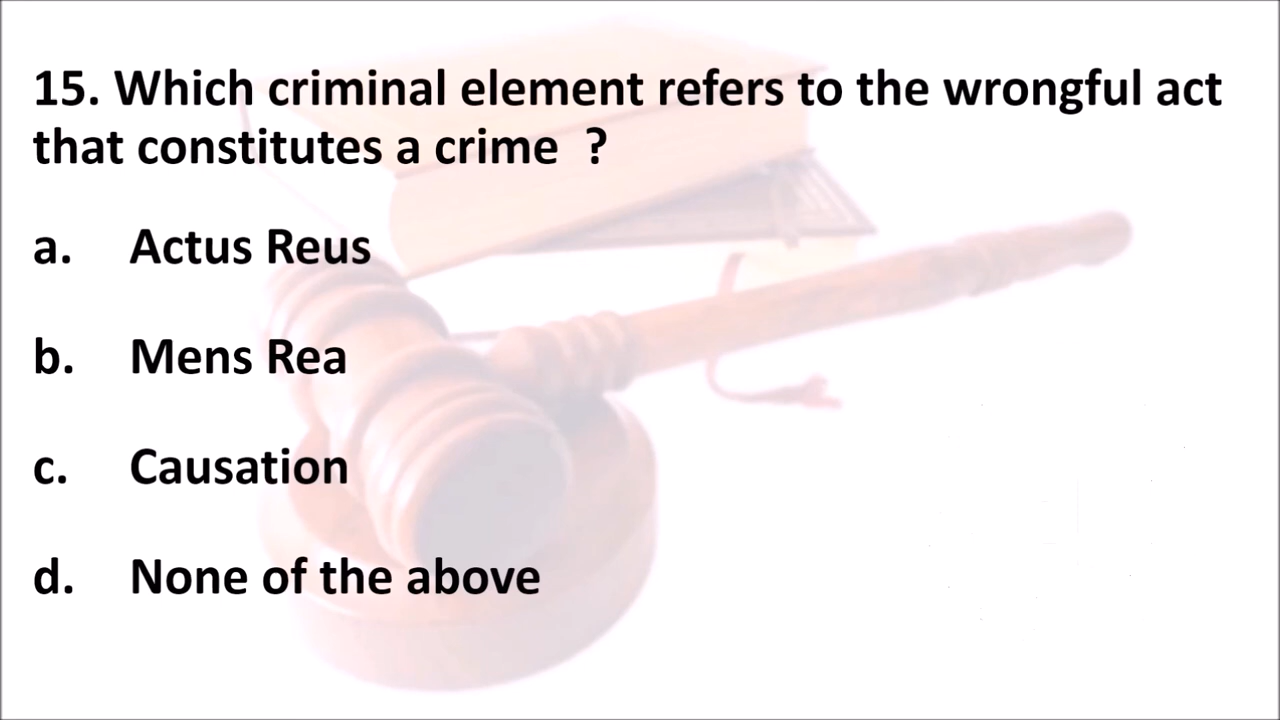 15. Which criminal element refers to the wrongful act
that constitutes a crime  ?
a. Actus Reus
b. Mens Rea
c. Causation
d. None of the above